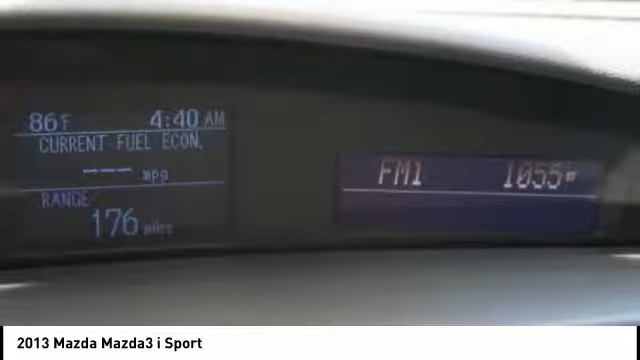 86°F 4:40 AM
CURRENT FUEL ECON.
--- mpg
RANGE
176 miles
FM1 1055
2013 Mazda Mazda3 i Sport